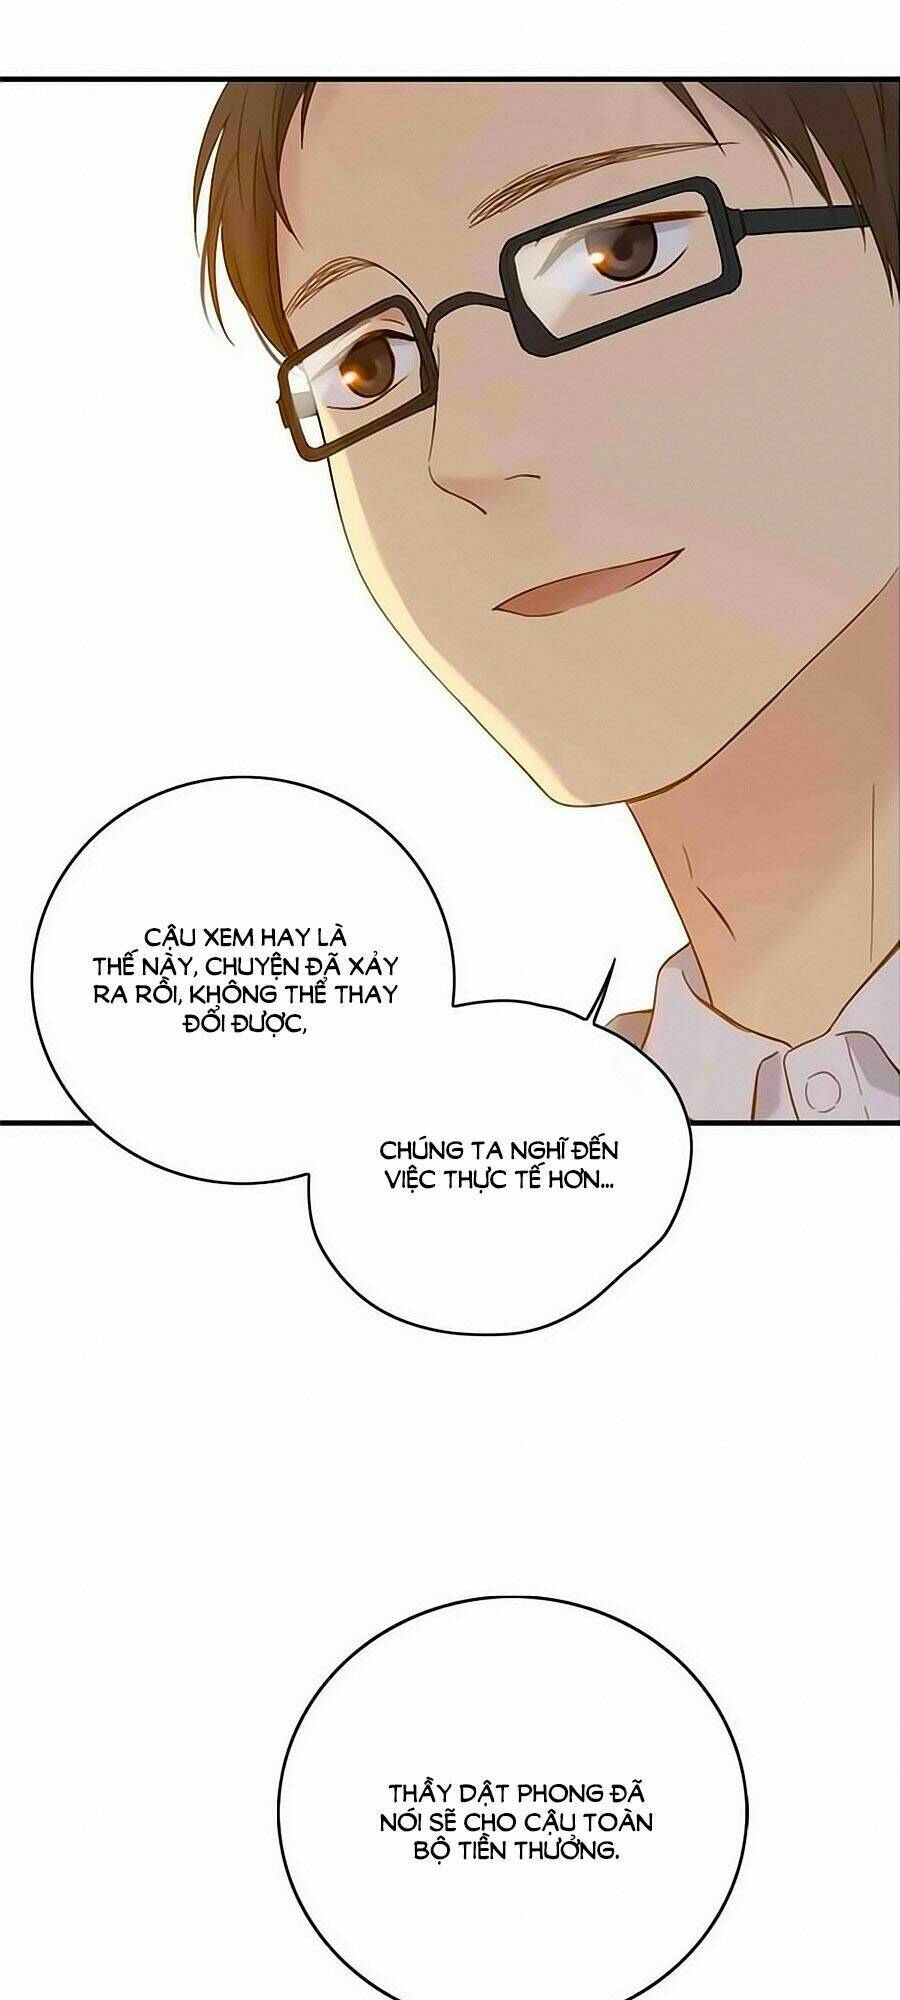 CẬU XEM HAY LÀ
THẾ NÀY, CHUYỆN ĐÃ XẢY
RA RỒI, KHÔNG THỂ THAY
ĐỔI ĐƯỢC,
CHÚNG TA NGHĨ ĐẾN
VIỆC THỰC TẾ HƠN...
THẦY DẬT PHONG ĐÃ
NÓI SẼ CHO CẬU TOÀN
BỘ TIỀN THƯỞNG.